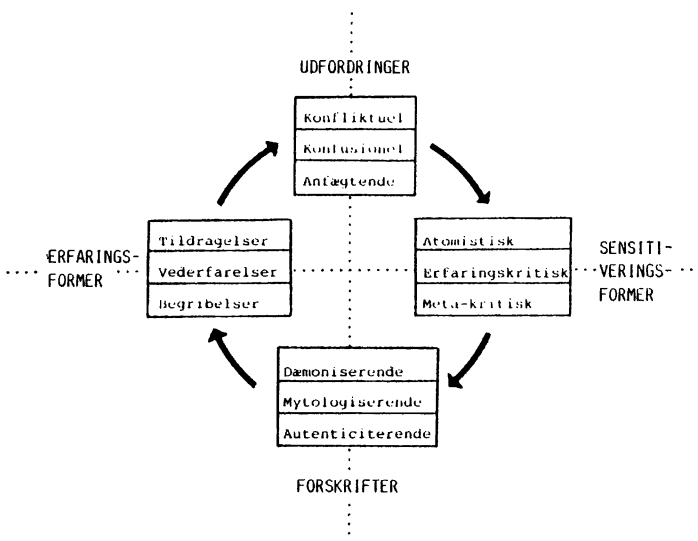 UDFORDRINGER
Konfliktuel
Konfusionel
Anfægtende
ERFARINGS-
FORMER
Tildragelser
Vederfarelser
Begribelser
Atomistisk
Erfaringskritisk
Meta-kritisk
SENSITI-
VERINGS-
FORMER
Dæmoniserende
Mytologiserende
Autenticiterende
FORSKRIFTER